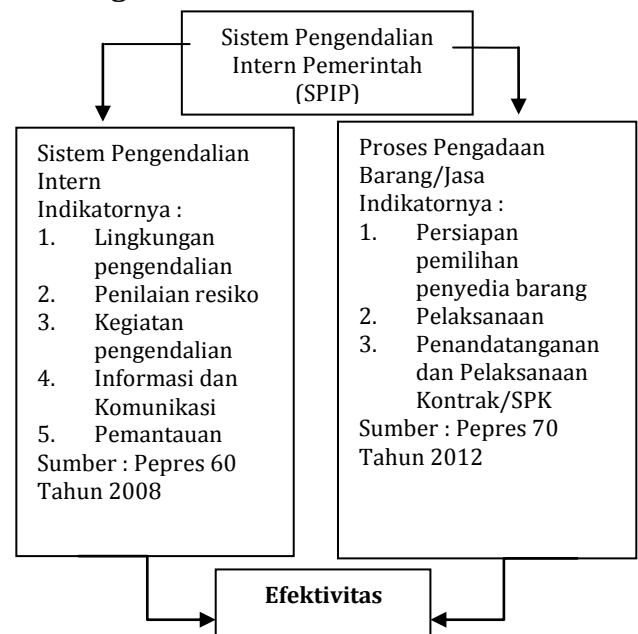 Sistem Pengendalian
Intern Pemerintah
(SPIP)
Sistem Pengendalian
Intern
Indikatornya :
1. Lingkungan
pengendalian
2. Penilaian resiko
3. Kegiatan
pengendalian
4. Informasi dan
Komunikasi
5. Pemantauan
Sumber : Pepres 60
Tahun 2008
Proses Pengadaan
Barang/Jasa
Indikatornya :
1. Persiapan
pemilihan
penyedia barang
2. Pelaksanaan
3. Penandatanganan
dan Pelaksanaan
Kontrak/SPK
Sumber : Pepres 70
Tahun 2012
Efektivitas